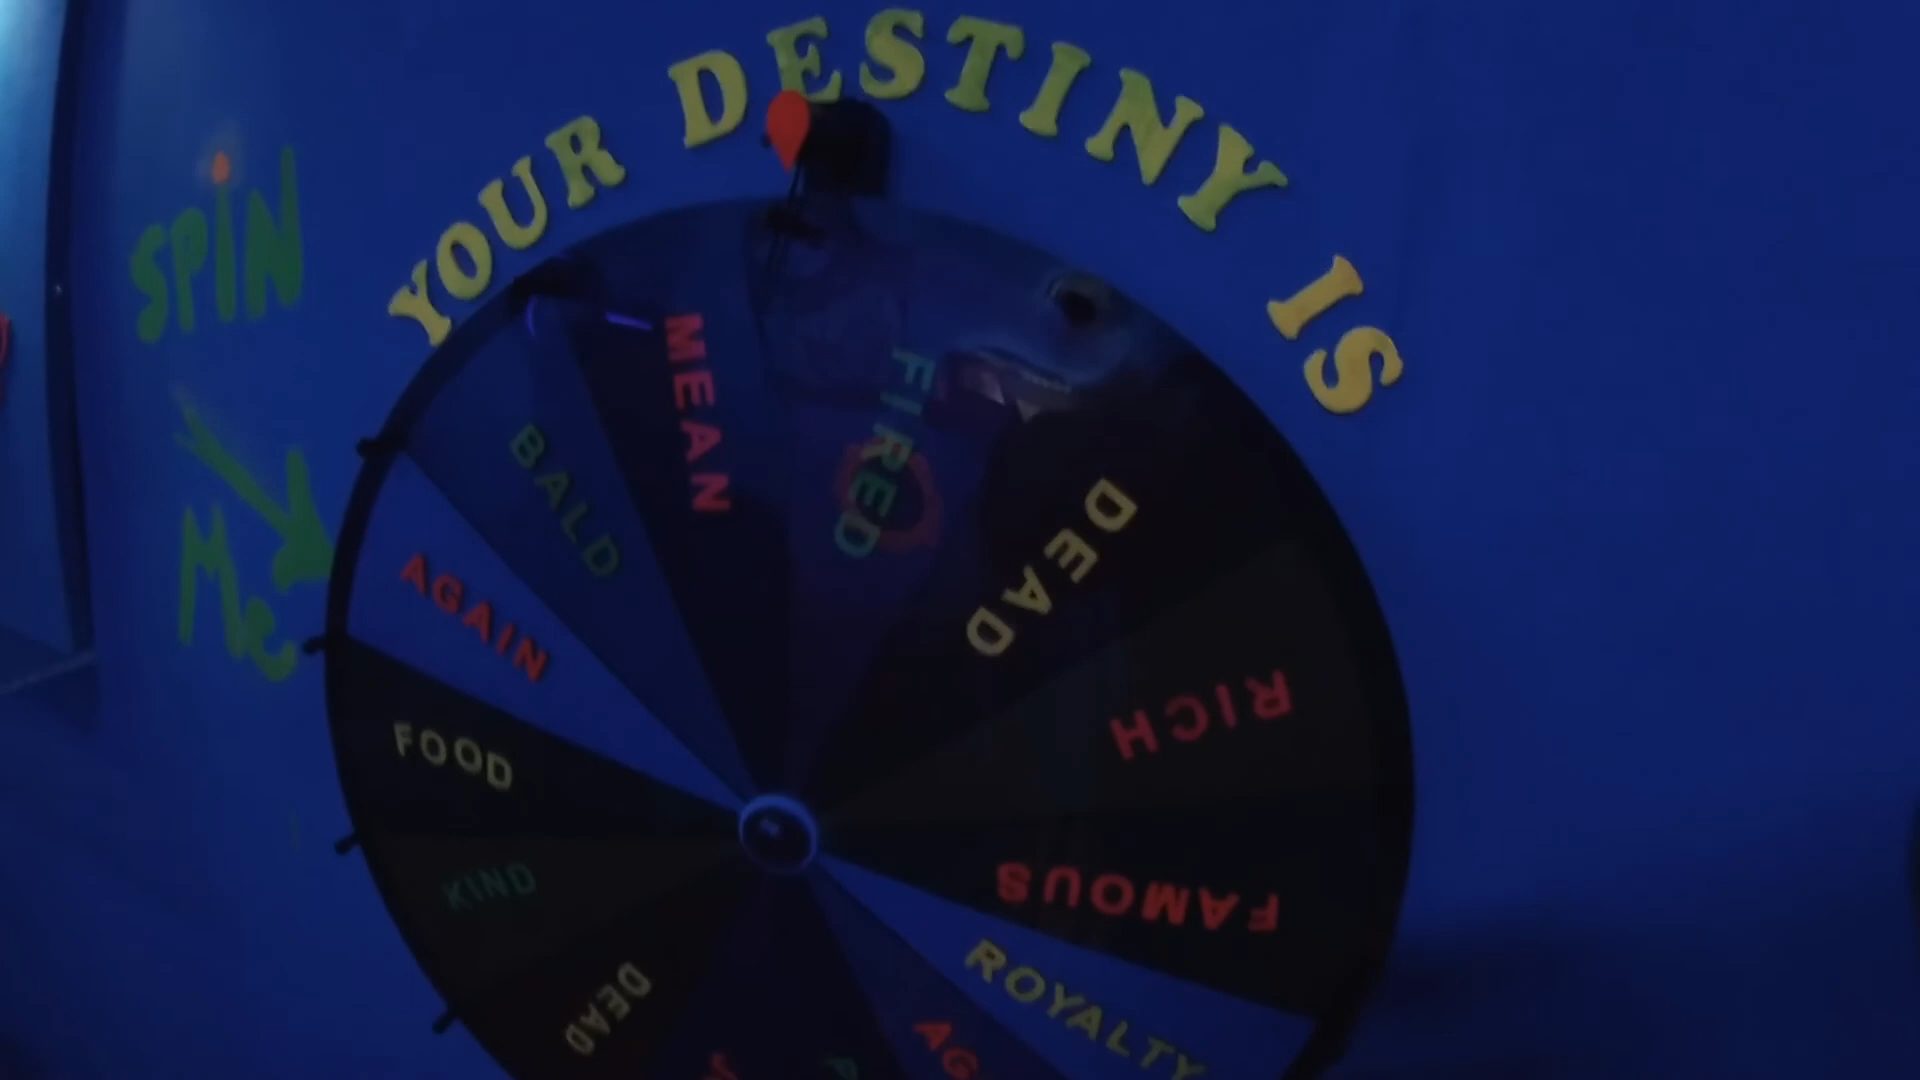 YOUR DESTINY IS
SPIN
Me
MEAN
FIRED
DEAD
RICH
FAMOUS
ROYALTY
BALD
AGAIN
FOOD
KIND
DEAD